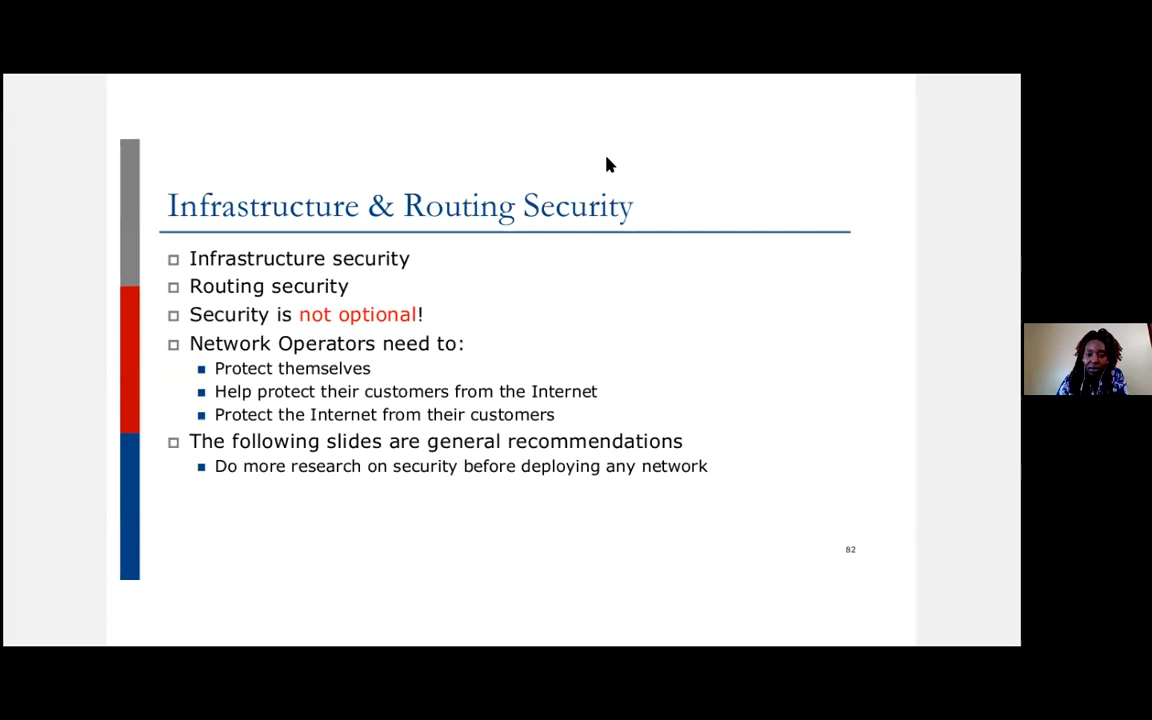 Infrastructure & Routing Security
Infrastructure security
Routing security
Security is not optional!
Network Operators need to:
Protect themselves
Help protect their customers from the Internet
Protect the Internet from their customers
The following slides are general recommendations
Do more research on security before deploying any network
82